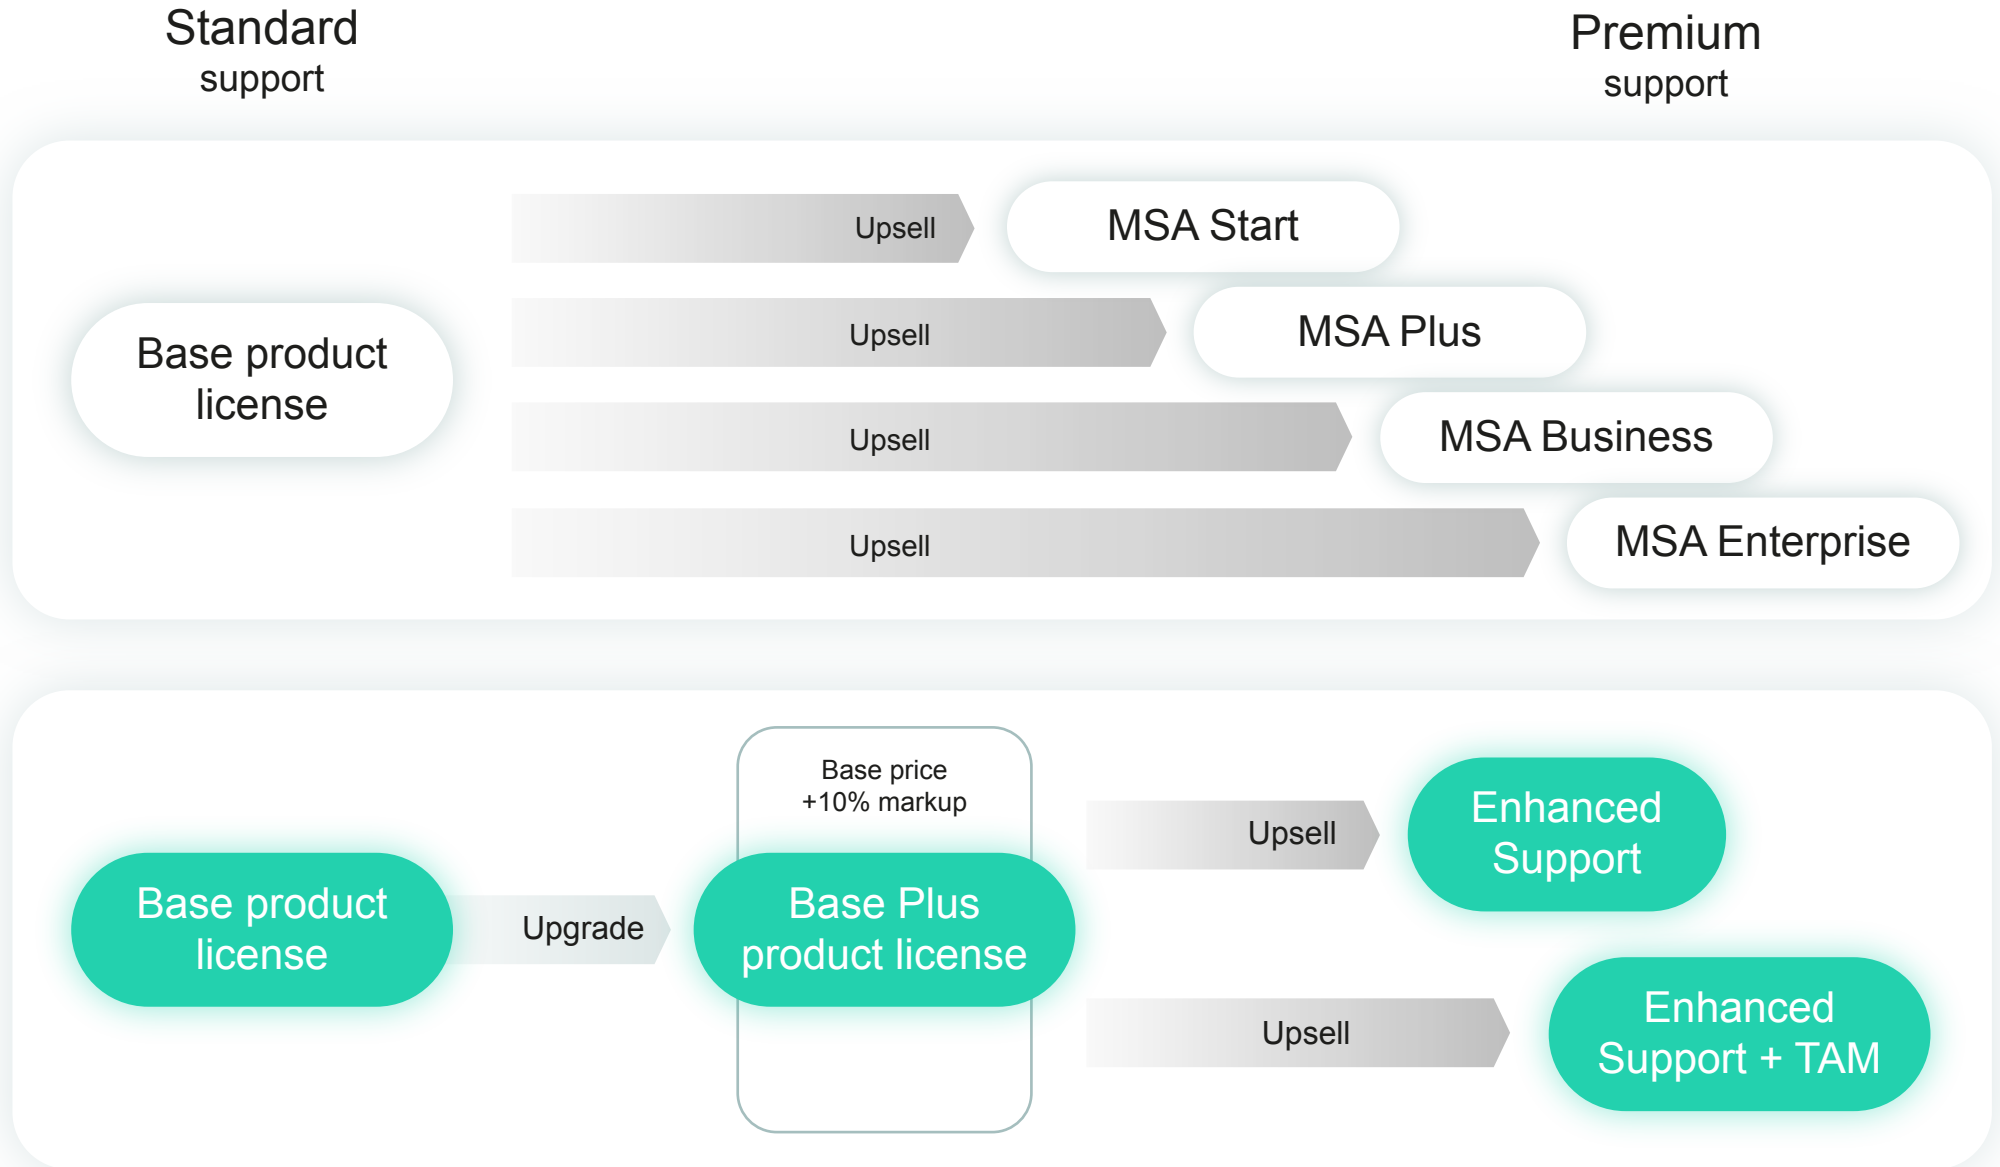 Standard
support
Premium
support
Upsell
MSA Start
Base product
license
Upsell
MSA Plus
Upsell
MSA Business
Upsell
MSA Enterprise
Base price
+10% markup
Base product
license
Upgrade
Base Plus
product license
Upsell
Enhanced
Support
Upsell
Enhanced
Support + TAM